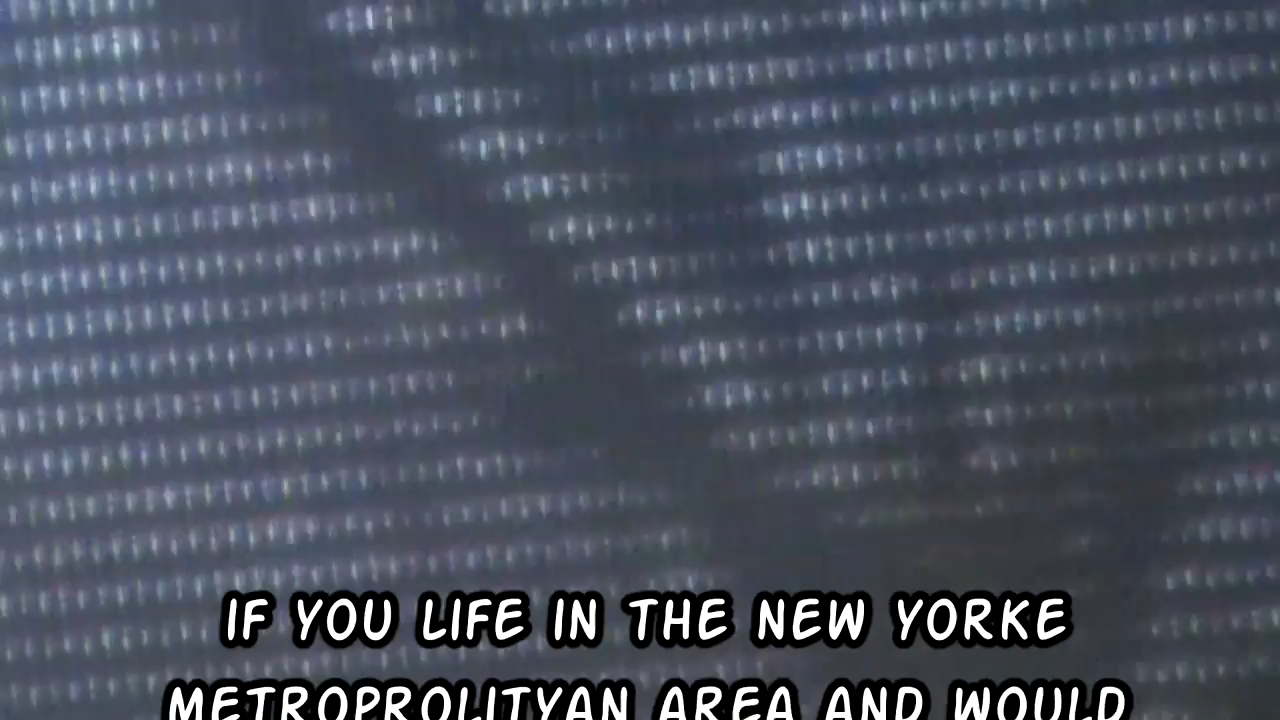 IF YOU LIFE IN THE NEW YORKE
METROPROLITYAN AREA AND WOULD